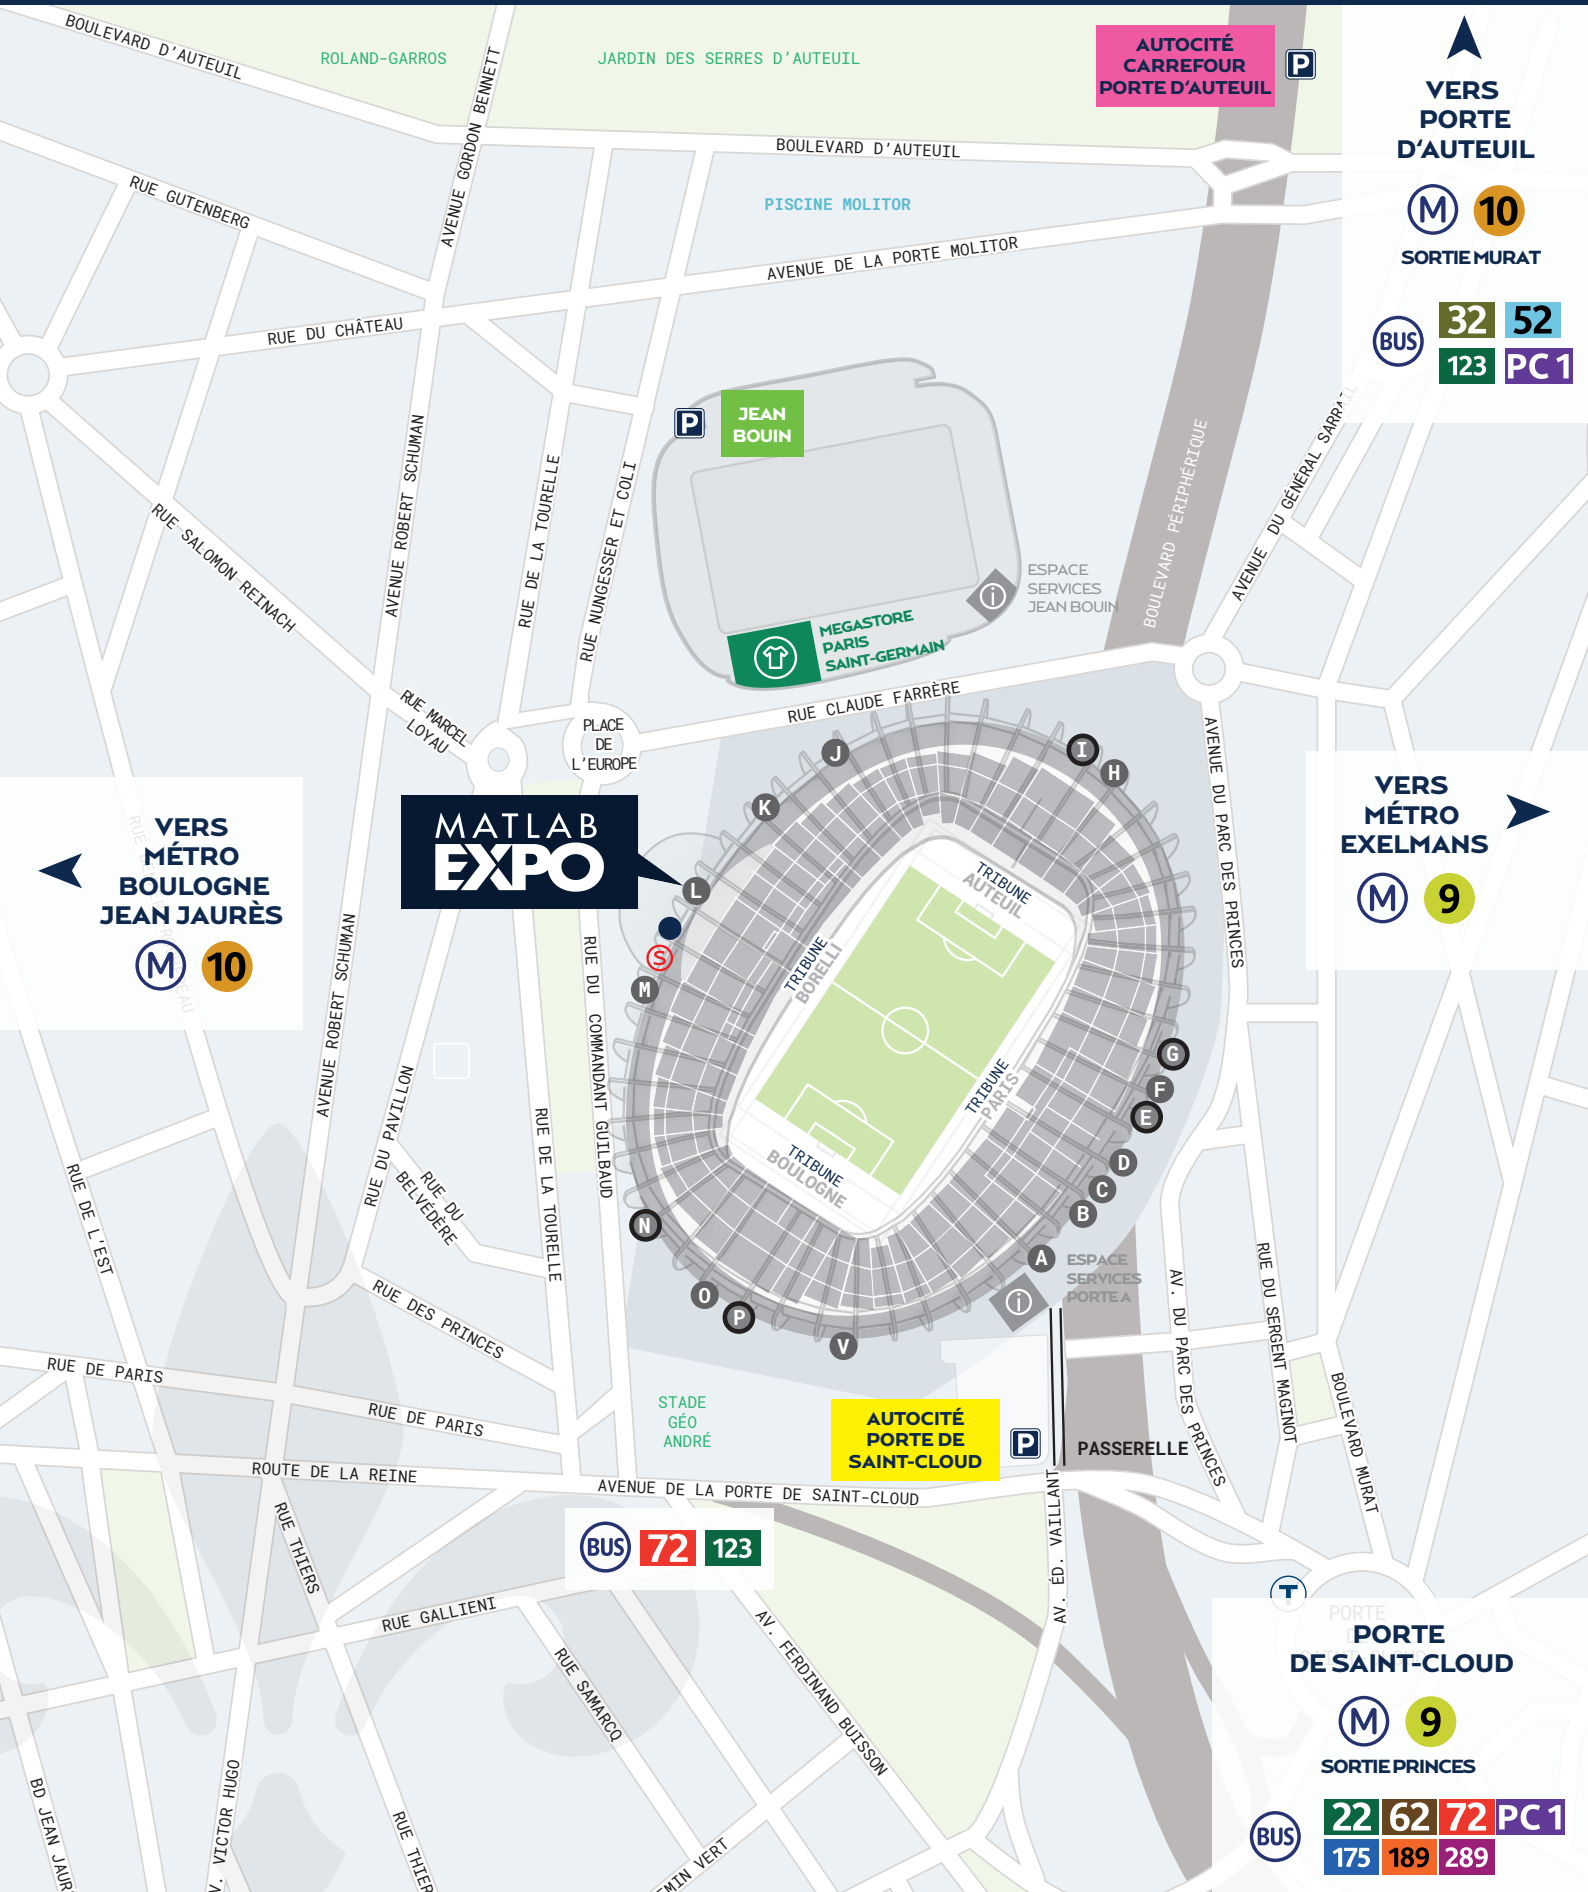 BOULEVARD D'AUTEUIL
ROLAND-GARROS
JARDIN DES SERRES D'AUTEUIL
AUTOCITÉ
CARREFOUR
PORTE D'AUTEUIL
P
VERS
PORTE
D'AUTEUIL
M 10
SORTIE MURAT
BUS 32 52
123 PC 1
AVENUE GORDON BENNETT
BOULEVARD D'AUTEUIL
RUE GUTENBERG
PISCINE MOLITOR
AVENUE DE LA PORTE MOLITOR
RUE DU CHÂTEAU
P
JEAN
BOUIN
AVENUE ROBERT SCHUMAN
RUE DE LA TOURELLE
RUE NUNGESSER ET COLI
BOULEVARD PÉRIPHÉRIQUE
AVENUE DU GÉNÉRAL SARRAIL
RUE SALOMON REINACH
ESPACE
SERVICES
JEAN BOUIN
MEGASTORE
PARIS
SAINT-GERMAIN
RUE MARCEL
LOYAU
PLACE
DE
L'EUROPE
RUE CLAUDE FARRÈRE
AVENUE DU PARC DES PRINCES
J
I
H
K
L
MATLAB
EXPO
VERS
MÉTRO
BOULOGNE
JEAN JAURÈS
M 10
VERS
MÉTRO
EXELMANS
M 9
S
M
TRIBUNE
AUTEUIL
TRIBUNE
BORELLI
TRIBUNE
PARIS
TRIBUNE
BOULOGNE
AVENUE ROBERT SCHUMAN
RUE DU COMMANDANT GUILBAUD
G
F
E
D
C
B
A
N
O
P
V
RUE DU PAVILLON
RUE DU
BELVÉDÈRE
RUE DE LA TOURELLE
RUE DE L'EST
ESPACE
SERVICES
PORTE A
RUE DES PRINCES
AV. DU PARC DES PRINCES
RUE DU SERGENT MAGINOT
BOULEVARD MURAT
RUE DE PARIS
RUE DE PARIS
STADE
GÉO
ANDRÉ
AUTOCITÉ
PORTE DE
SAINT-CLOUD
P
PASSERELLE
ROUTE DE LA REINE
AVENUE DE LA PORTE DE SAINT-CLOUD
RUE THIERS
BUS 72 123
AV. ÉD. VAILLANT
RUE GALLIENI
AV. FERDINAND BUISSON
RUE SAMARCQ
T
PORTE
PORTE
DE SAINT-CLOUD
M 9
SORTIE PRINCES
BUS 22 62 72 PC 1
175 189 289
BD JEAN JAUR
V. VICTOR HUGO
RUE THIER
EMIN VERT